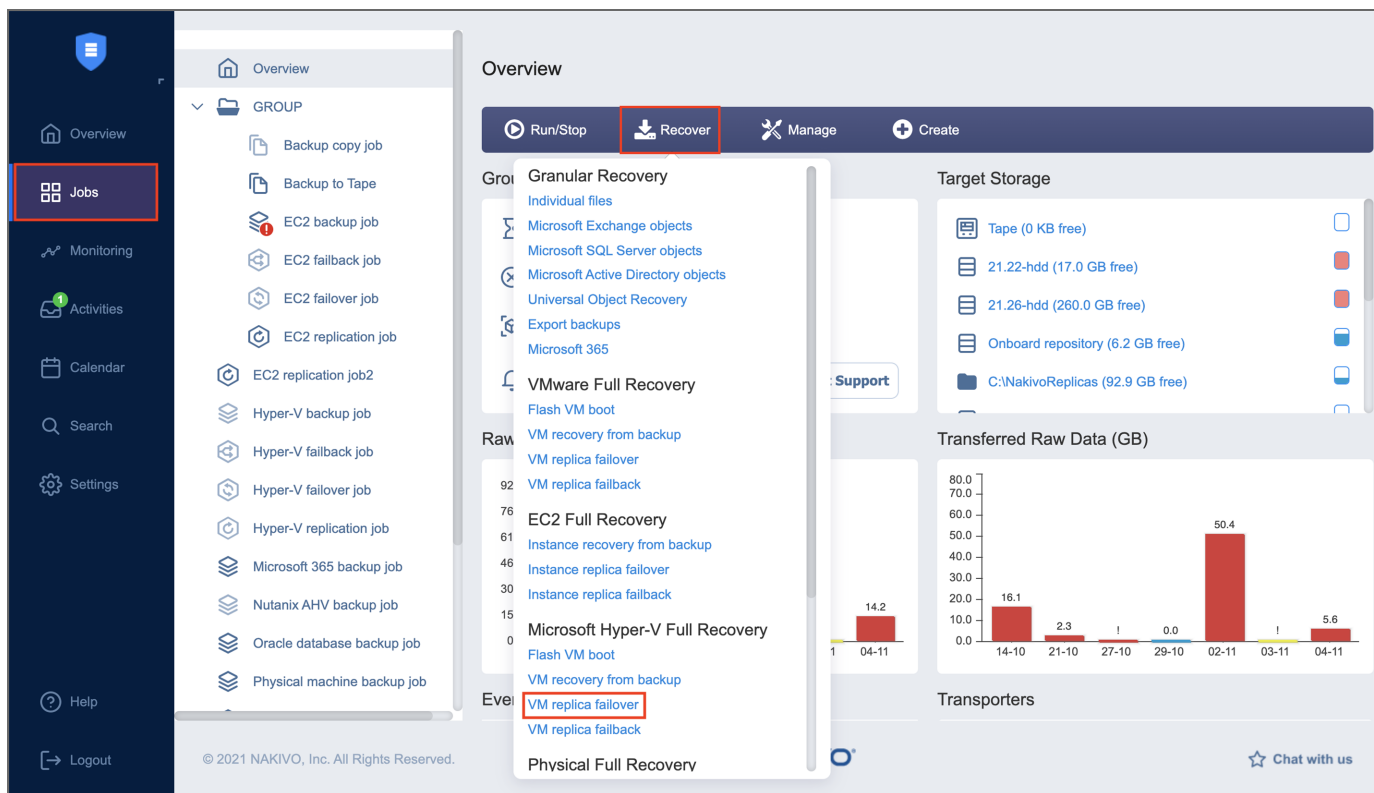 Overview
Jobs
Monitoring
1
Activities
Calendar
Search
Settings
Help
Logout
Overview
GROUP
Backup copy job
Backup to Tape
EC2 backup job
EC2 failback job
EC2 failover job
EC2 replication job
EC2 replication job2
Hyper-V backup job
Hyper-V failback job
Hyper-V failover job
Hyper-V replication job
Microsoft 365 backup job
Nutanix AHV backup job
Oracle database backup job
Physical machine backup job
Overview
Run/Stop Recover Manage Create
Granular Recovery
Individual files
Microsoft Exchange objects
Microsoft SQL Server objects
Microsoft Active Directory objects
Universal Object Recovery
Export backups
Microsoft 365
VMware Full Recovery
Flash VM boot
VM recovery from backup
VM replica failover
VM replica failback
EC2 Full Recovery
Instance recovery from backup
Instance replica failover
Instance replica failback
Microsoft Hyper-V Full Recovery
Flash VM boot
VM recovery from backup
VM replica failover
VM replica failback
Physical Full Recovery
Support
Raw
92
76
61
46
30
15
0
14.2
1 04-11
Target Storage
Tape (0 KB free)
21.22-hdd (17.0 GB free)
21.26-hdd (260.0 GB free)
Onboard repository (6.2 GB free)
C:\NakivoReplicas (92.9 GB free)
Transferred Raw Data (GB)
80.0
70.0
60.0
50.0
40.0
30.0
20.0
10.0
0.0
16.1 2.3 ! 0.0 50.4 ! 5.6
14-10 21-10 27-10 29-10 02-11 03-11 04-11
Transporters
© 2021 NAKIVO, Inc. All Rights Reserved.
Chat with us